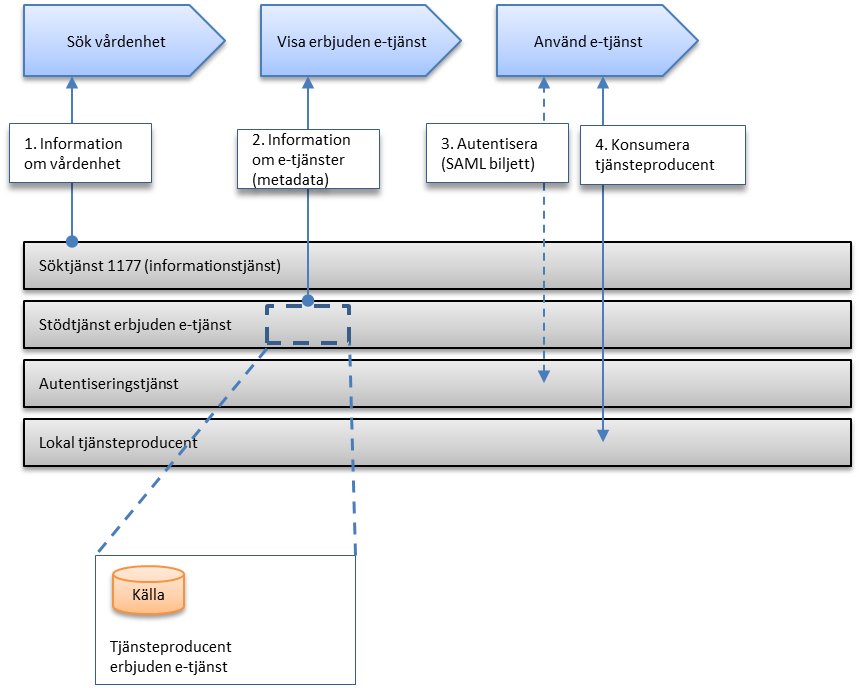 Sök vårdenhet
Visa erbjuden e-tjänst
Använd e-tjänst
1. Information
om vårdenhet
2. Information
om e-tjänster
(metadata)
3. Autentisera
(SAML biljett)
4. Konsumera
tjänsteproducent
Söktjänst 1177 (informationstjänst)
Stödtjänst erbjuden e-tjänst
Autentiseringstjänst
Lokal tjänsteproducent
Källa
Tjänsteproducent
erbjuden e-tjänst